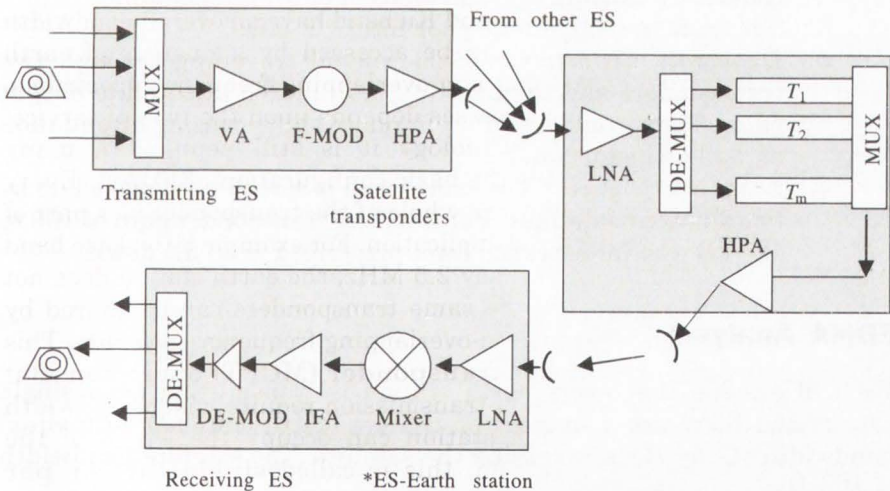 From other ES
MUX
VA F-MOD HPA
Transmitting ES
Satellite
transponders
LNA
DE-MUX
T1
T2
Tm
MUX
HPA
DE-MUX
DE-MOD IFA Mixer LNA
Receiving ES *ES-Earth station